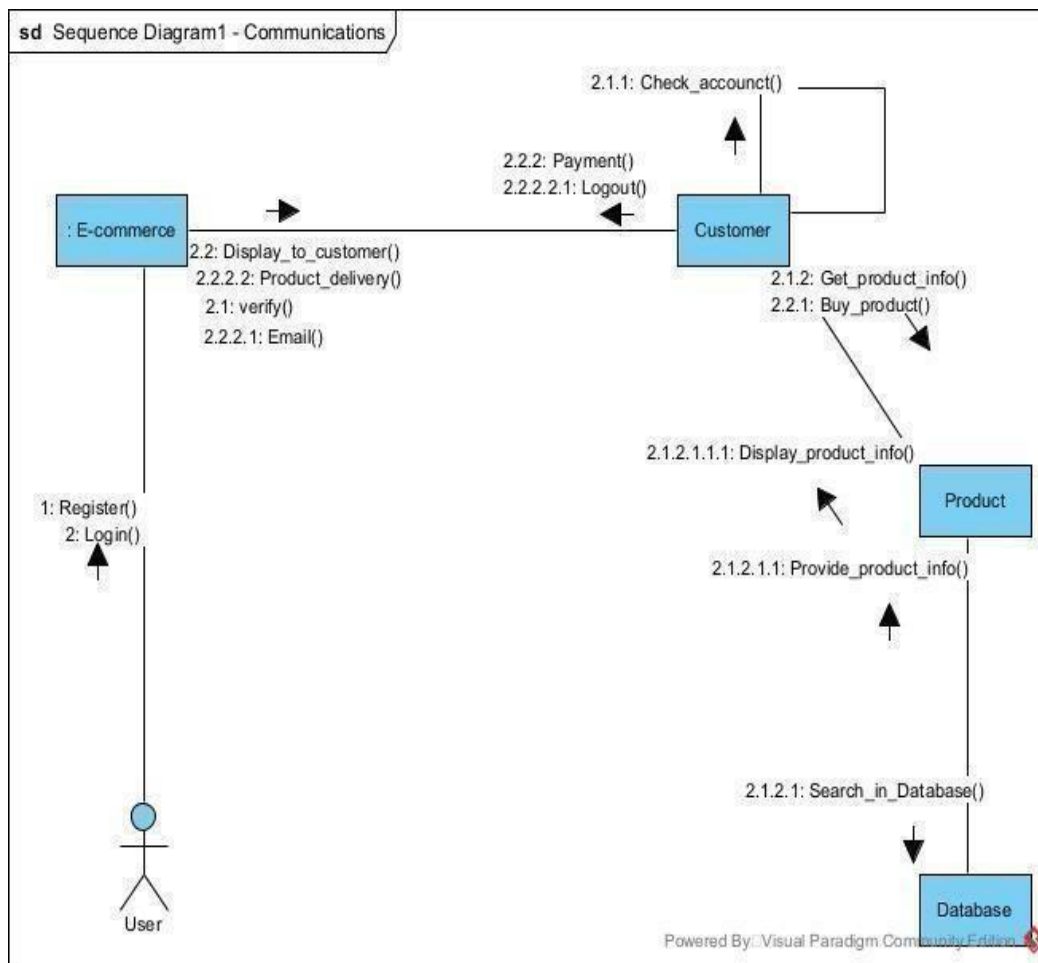 sd Sequence Diagram1 - Communications
2.1.1: Check_accounct()
2.2.2: Payment()
2.2.2.2.1: Logout()
: E-commerce
Customer
2.2: Display_to_customer()
2.2.2.2: Product_delivery()
2.1: verify()
2.2.2.1: Email()
2.1.2: Get_product_info()
2.2.1: Buy_product()
2.1.2.1.1.1: Display_product_info()
Product
1: Register()
2: Login()
2.1.2.1.1: Provide_product_info()
2.1.2.1: Search_in_Database()
Database
User
Powered By Visual Paradigm Community Edition